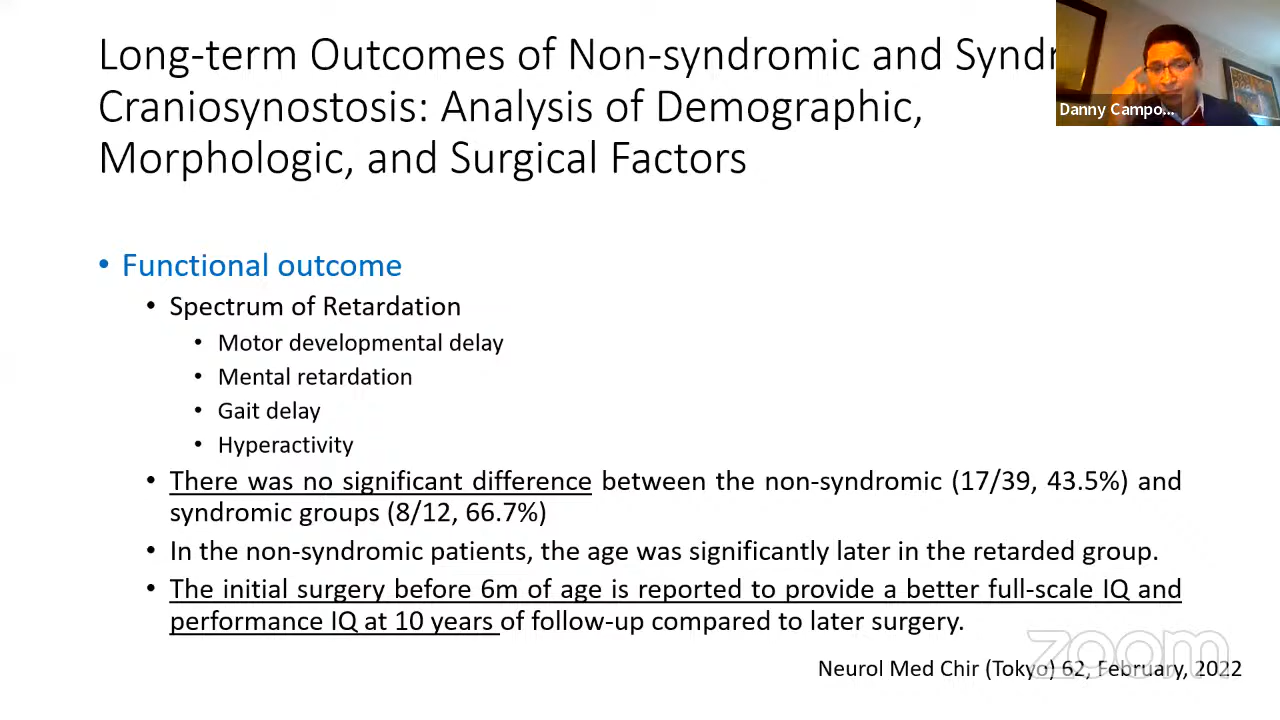 Long-term Outcomes of Non-syndromic and Synd
Craniosynostosis: Analysis of Demographic,
Morphologic, and Surgical Factors
Danny Campo...
• Functional outcome
• Spectrum of Retardation
• Motor developmental delay
• Mental retardation
• Gait delay
• Hyperactivity
• There was no significant difference between the non-syndromic (17/39, 43.5%) and
syndromic groups (8/12, 66.7%)
• In the non-syndromic patients, the age was significantly later in the retarded group.
• The initial surgery before 6m of age is reported to provide a better full-scale IQ and
performance IQ at 10 years of follow-up compared to later surgery.
zoom
Neurol Med Chir (Tokyo) 62, February, 2022